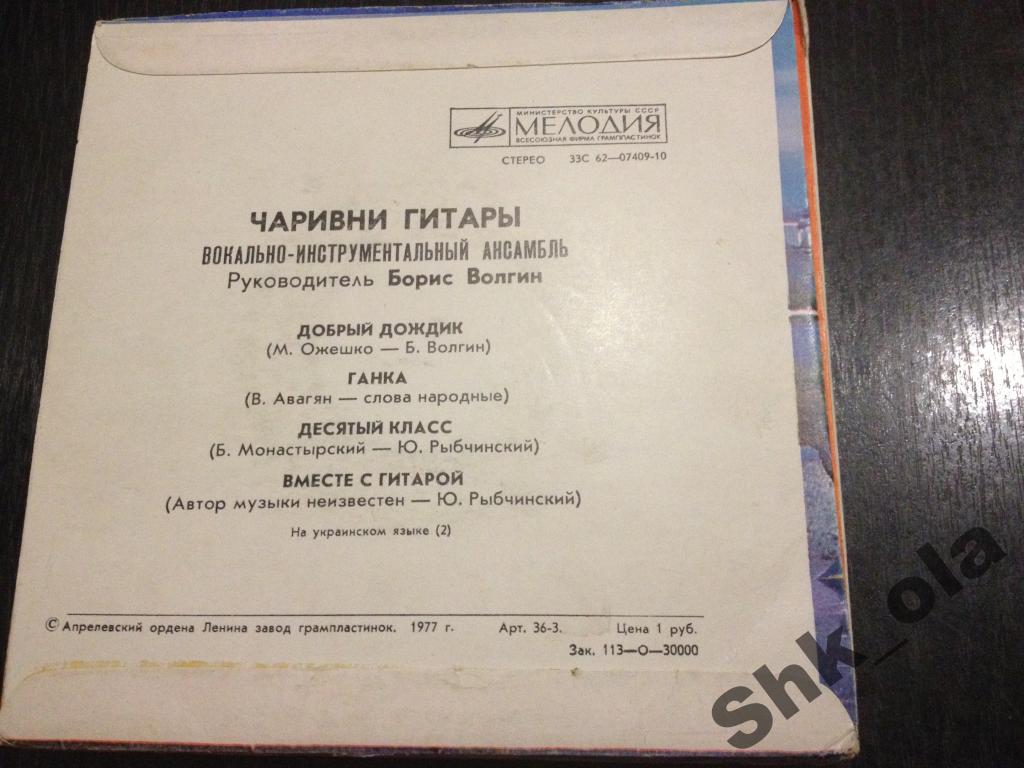 МИНИСТЕРСТВО КУЛЬТУРЫ СССР
МЕЛОДИЯ
ВСЕСОЮЗНАЯ ФИРМА ГРАМПЛАСТИНОК
СТЕРЕО 33С 62—07409-10
ЧАРИВНИ ГИТАРЫ
ВОКАЛЬНО-ИНСТРУМЕНТАЛЬНЫЙ АНСАМБЛЬ
Руководитель Борис Волгин
ДОБРЫЙ ДОЖДИК
(М. Ожешко — Б. Волгин)
ГАНКА
(В. Авагян — слова народные)
ДЕСЯТЫЙ КЛАСС
(Б. Монастырский — Ю. Рыбчинский)
ВМЕСТЕ С ГИТАРОЙ
(Автор музыки неизвестен — Ю. Рыбчинский)
На украинском языке (2)
© Апрелевский ордена Ленина завод грампластинок. 1977 г. Арт. 36-3. Цена 1 руб.
Зак. 113—О—30000
Shk_ola